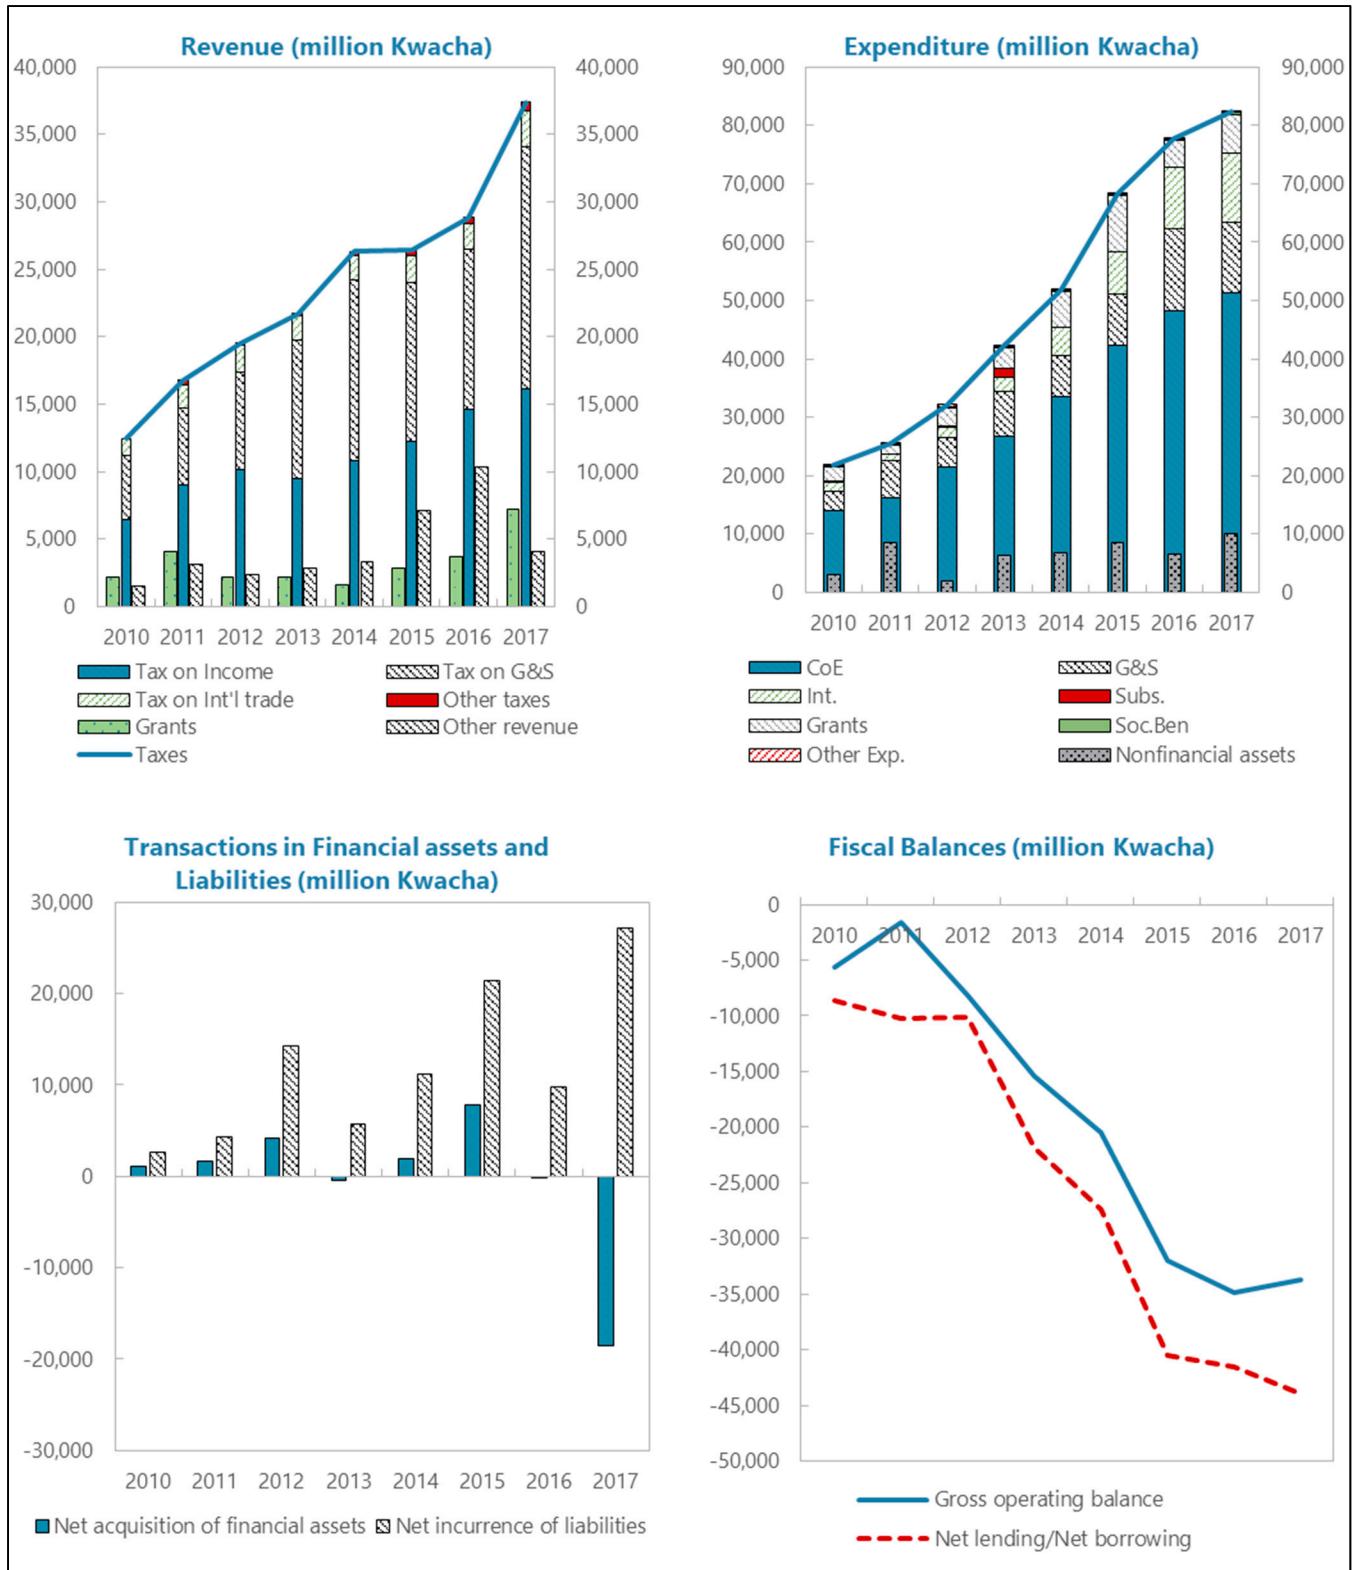 Revenue (million Kwacha)
40,000
35,000
30,000
25,000
20,000
15,000
10,000
5,000
0
40,000
35,000
30,000
25,000
20,000
15,000
10,000
5,000
0
2010 2011 2012 2013 2014 2015 2016 2017
Tax on Income Tax on G&S
Tax on Int'l trade Other taxes
Grants Other revenue
Taxes
Expenditure (million Kwacha)
90,000
80,000
70,000
60,000
50,000
40,000
30,000
20,000
10,000
0
90,000
80,000
70,000
60,000
50,000
40,000
30,000
20,000
10,000
0
2010 2011 2012 2013 2014 2015 2016 2017
CoE G&S
Int. Subs.
Grants Soc.Ben
Other Exp. Nonfinancial assets
Transactions in Financial assets and
Liabilities (million Kwacha)
30,000
20,000
10,000
0
-10,000
-20,000
-30,000
2010 2011 2012 2013 2014 2015 2016 2017
Net acquisition of financial assets Net incurrence of liabilities
Fiscal Balances (million Kwacha)
0
-5,000
-10,000
-15,000
-20,000
-25,000
-30,000
-35,000
-40,000
-45,000
-50,000
2010 2011 2012 2013 2014 2015 2016 2017
Gross operating balance
Net lending/Net borrowing